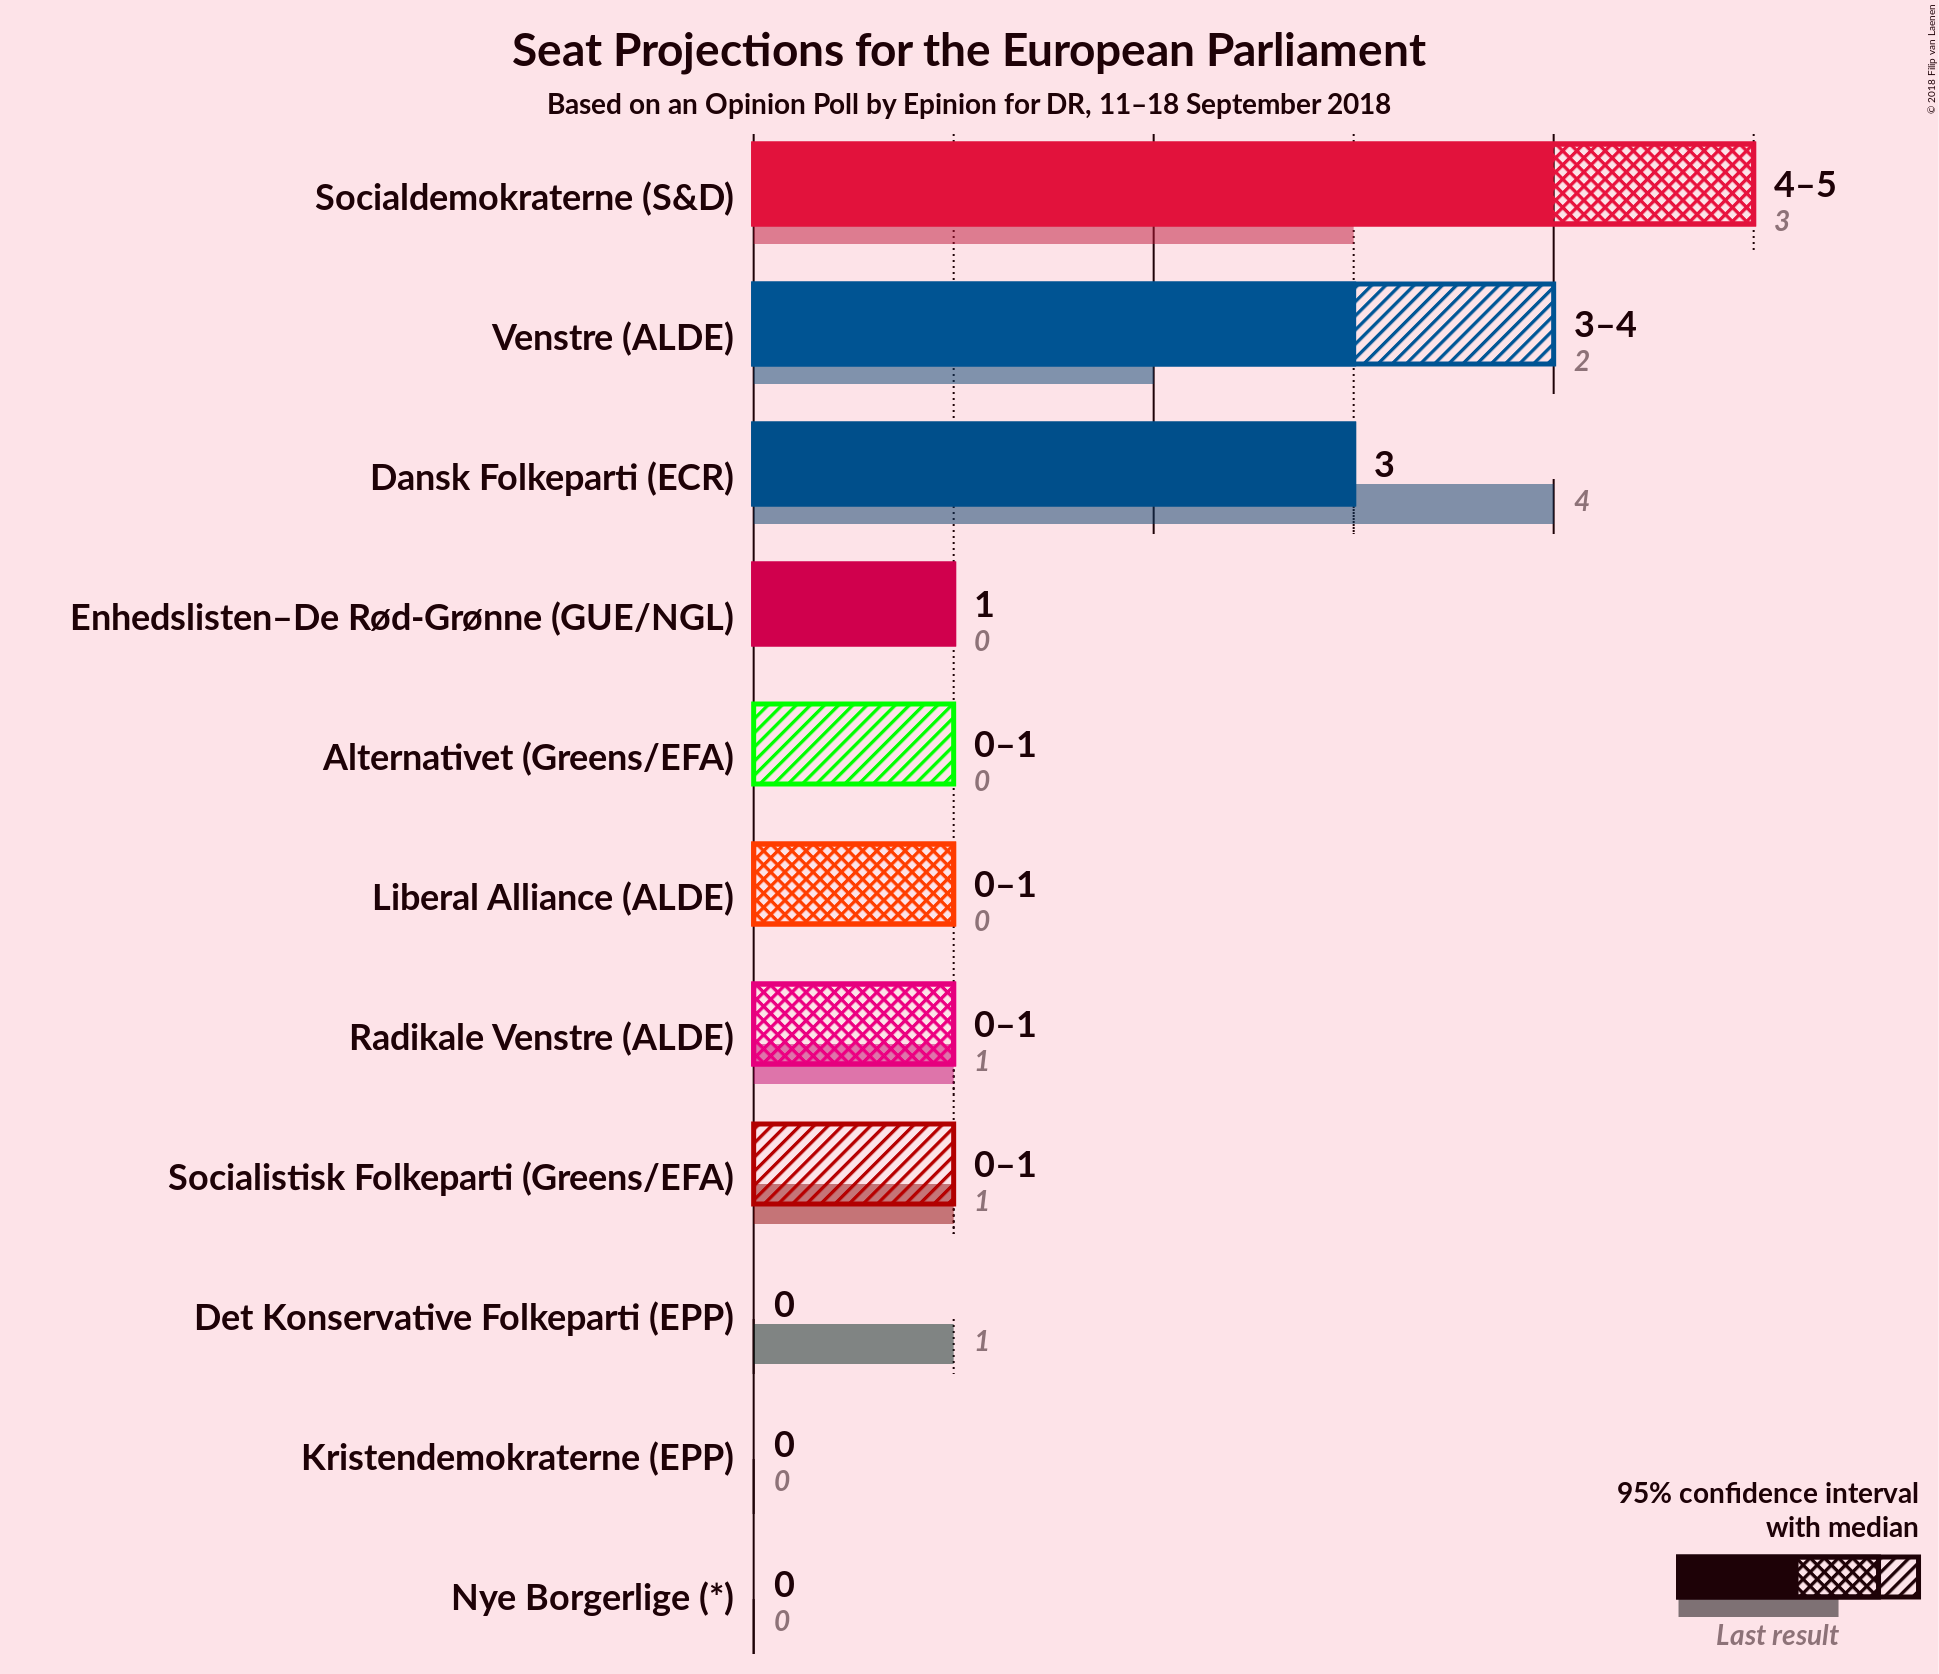 Seat Projections for the European Parliament
Based on an Opinion Poll by Epinion for DR, 11–18 September 2018
© 2018 Filip van Laenen
Socialdemokraterne (S&D)
4–5
3
Venstre (ALDE)
3–4
2
Dansk Folkeparti (ECR)
3
4
Enhedslisten–De Rød-Grønne (GUE/NGL)
1
0
Alternativet (Greens/EFA)
0–1
0
Liberal Alliance (ALDE)
0–1
0
Radikale Venstre (ALDE)
0–1
1
Socialistisk Folkeparti (Greens/EFA)
0–1
1
Det Konservative Folkeparti (EPP)
0
1
Kristendemokraterne (EPP)
0
0
Nye Borgerlige (*)
0
0
95% confidence interval
with median
Last result